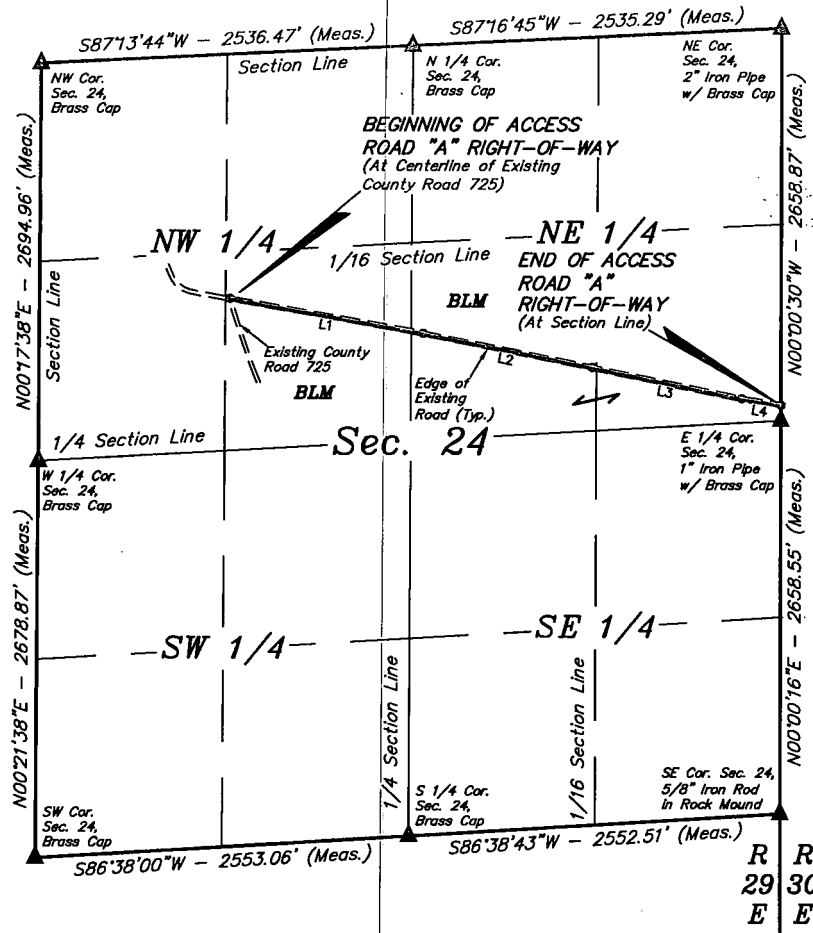 S87°13'44"W - 2536.47' (Meas.)
S87°16'45"W - 2535.29' (Meas.)
Section Line
NW Cor.
Sec. 24,
Brass Cap
N 1/4 Cor.
Sec. 24,
Brass Cap
NE Cor.
Sec. 24,
2" Iron Pipe
w/ Brass Cap
BEGINNING OF ACCESS
ROAD "A" RIGHT-OF-WAY
(At Centerline of Existing
County Road 725)
N00°17'38"E - 2694.96' (Meas.)
Section Line
N00°00'30"W - 2658.87' (Meas.)
NW 1/4
1/16 Section Line
NE 1/4
END OF ACCESS
ROAD "A"
RIGHT-OF-WAY
(At Section Line)
BLM
L1
L2
L3
L4
Existing County
Road 725
BLM
Edge of
Existing
Road (Typ.)
1/4 Section Line
Sec. 24
W 1/4 Cor.
Sec. 24,
Brass Cap
E 1/4 Cor.
Sec. 24,
1" Iron Pipe
w/ Brass Cap
N00°21'38"E - 2678.87' (Meas.)
N00°00'16"E - 2658.55' (Meas.)
SW 1/4
SE 1/4
1/4 Section Line
1/16 Section Line
SW Cor.
Sec. 24,
Brass Cap
S 1/4 Cor.
Sec. 24,
Brass Cap
SE Cor. Sec. 24,
5/8" Iron Rod
In Rock Mound
S86°38'00"W - 2553.06' (Meas.)
S86°38'43"W - 2552.51' (Meas.)
R R
29 30
E E